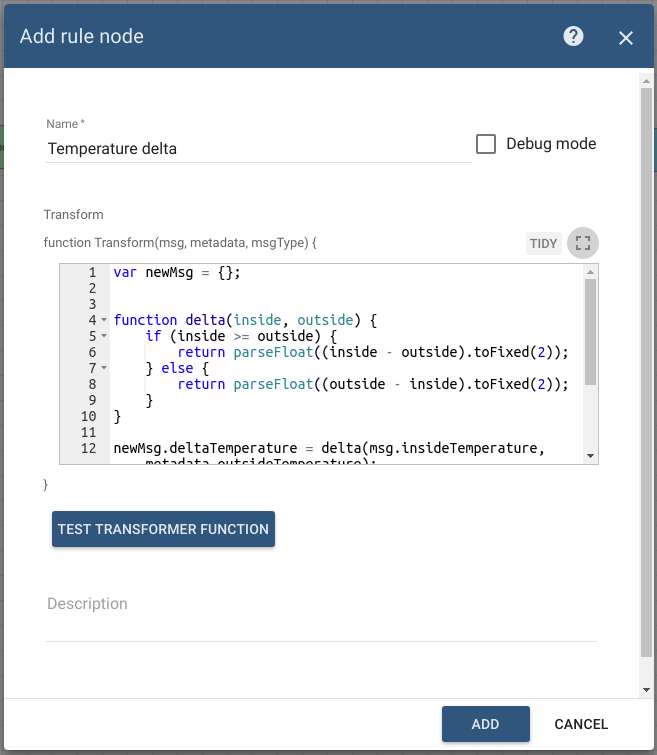 Add rule node
Name *
Temperature delta
Debug mode
Transform
function Transform(msg, metadata, msgType) {
TIDY
1 var newMsg = {};
2
3
4 function delta(inside, outside) {
5     if (inside >= outside) {
6         return parseFloat((inside - outside).toFixed(2));
7     } else {
8         return parseFloat((outside - inside).toFixed(2));
9     }
10 }
11
12 newMsg.deltaTemperature = delta(msg.insideTemperature,
metadata.outsideTemperature);
}
TEST TRANSFORMER FUNCTION
Description
ADD
CANCEL